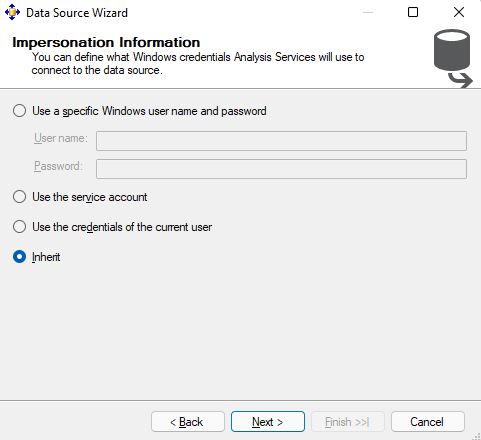 Data Source Wizard
Impersonation Information
You can define what Windows credentials Analysis Services will use to
connect to the data source.
Use a specific Windows user name and password
User name:
Password:
Use the service account
Use the credentials of the current user
Inherit
< Back
Next >
Finish >>|
Cancel